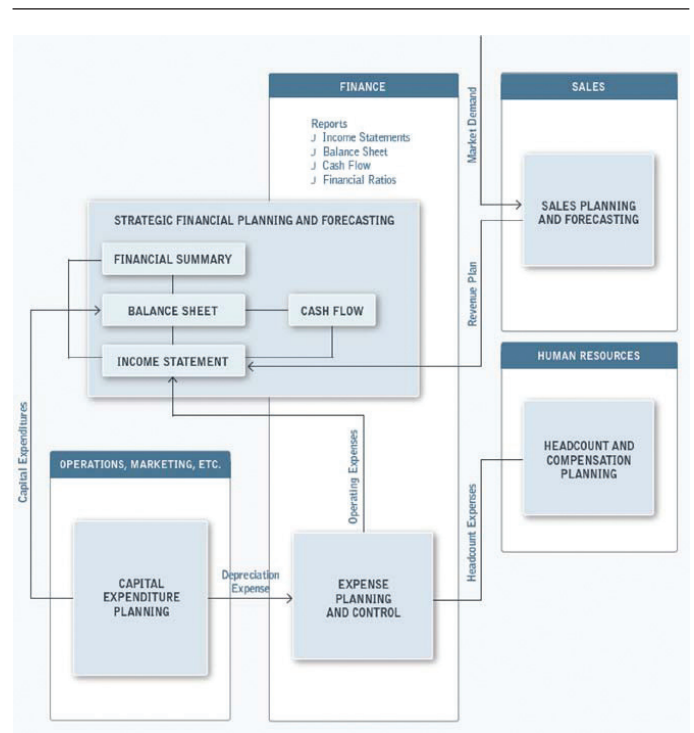 FINANCE
SALES
Reports
Income Statements
Balance Sheet
Cash Flow
Financial Ratios
Market Demand
SALES PLANNING
AND FORECASTING
STRATEGIC FINANCIAL PLANNING AND FORECASTING
FINANCIAL SUMMARY
BALANCE SHEET
CASH FLOW
INCOME STATEMENT
Revenue Plan
HUMAN RESOURCES
HEADCOUNT AND
COMPENSATION
PLANNING
Capital Expenditures
OPERATIONS, MARKETING, ETC.
Operating Expenses
Headcount Expenses
CAPITAL
EXPENDITURE
PLANNING
Depreciation
Expense
EXPENSE
PLANNING
AND CONTROL